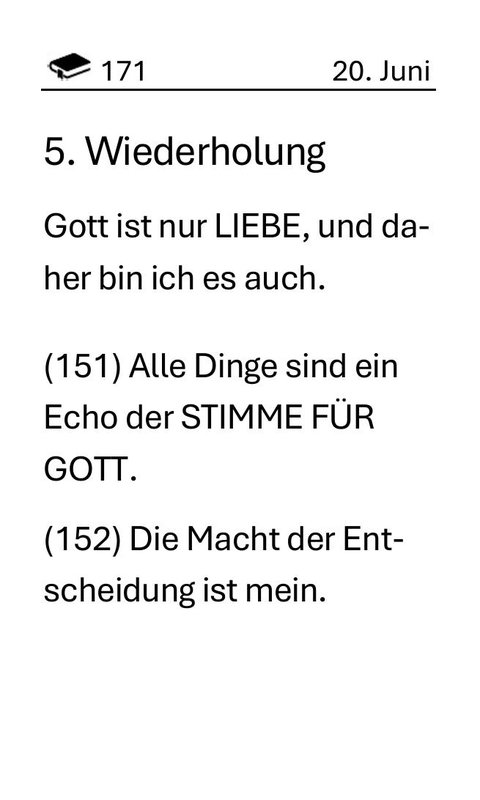 171 20. Juni
5. Wiederholung
Gott ist nur LIEBE, und da-
her bin ich es auch.
(151) Alle Dinge sind ein
Echo der STIMME FÜR
GOTT.
(152) Die Macht der Ent-
scheidung ist mein.